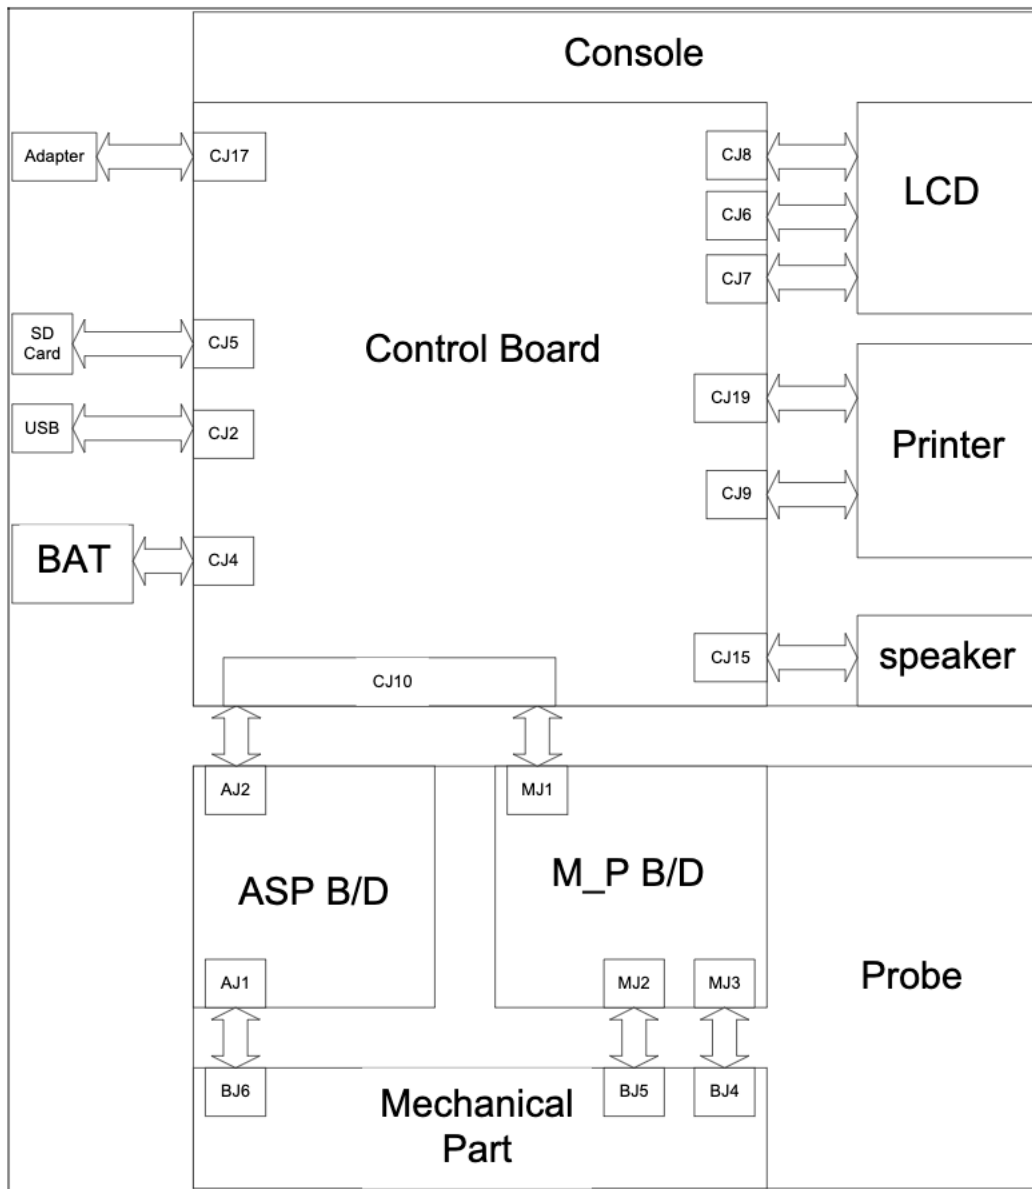 Console
Adapter
CJ17
CJ8
LCD
CJ6
CJ7
SD
Card
CJ5
Control Board
CJ19
USB
CJ2
Printer
CJ9
BAT
CJ4
CJ15
speaker
CJ10
AJ2
MJ1
ASP B/D
M_P B/D
AJ1
MJ2
MJ3
Probe
BJ6
Mechanical
Part
BJ5
BJ4